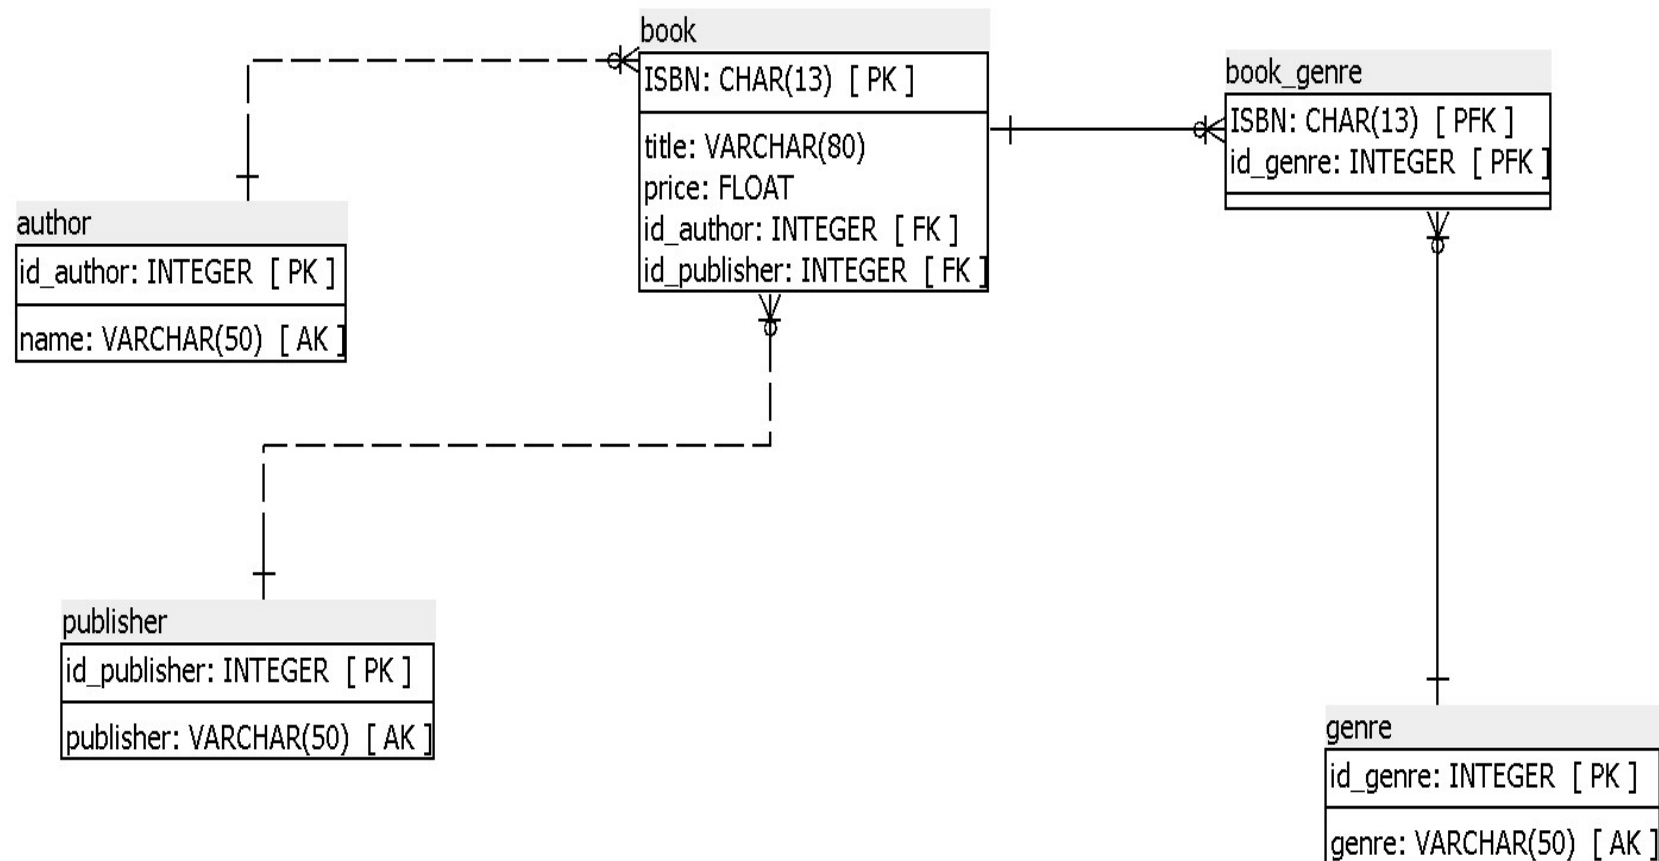 book
ISBN: CHAR(13) [ PK ]
title: VARCHAR(80)
price: FLOAT
id_author: INTEGER [ FK ]
id_publisher: INTEGER [ FK ]
book_genre
ISBN: CHAR(13) [ PFK ]
id_genre: INTEGER [ PFK ]
author
id_author: INTEGER [ PK ]
name: VARCHAR(50) [ AK ]
publisher
id_publisher: INTEGER [ PK ]
publisher: VARCHAR(50) [ AK ]
genre
id_genre: INTEGER [ PK ]
genre: VARCHAR(50) [ AK ]